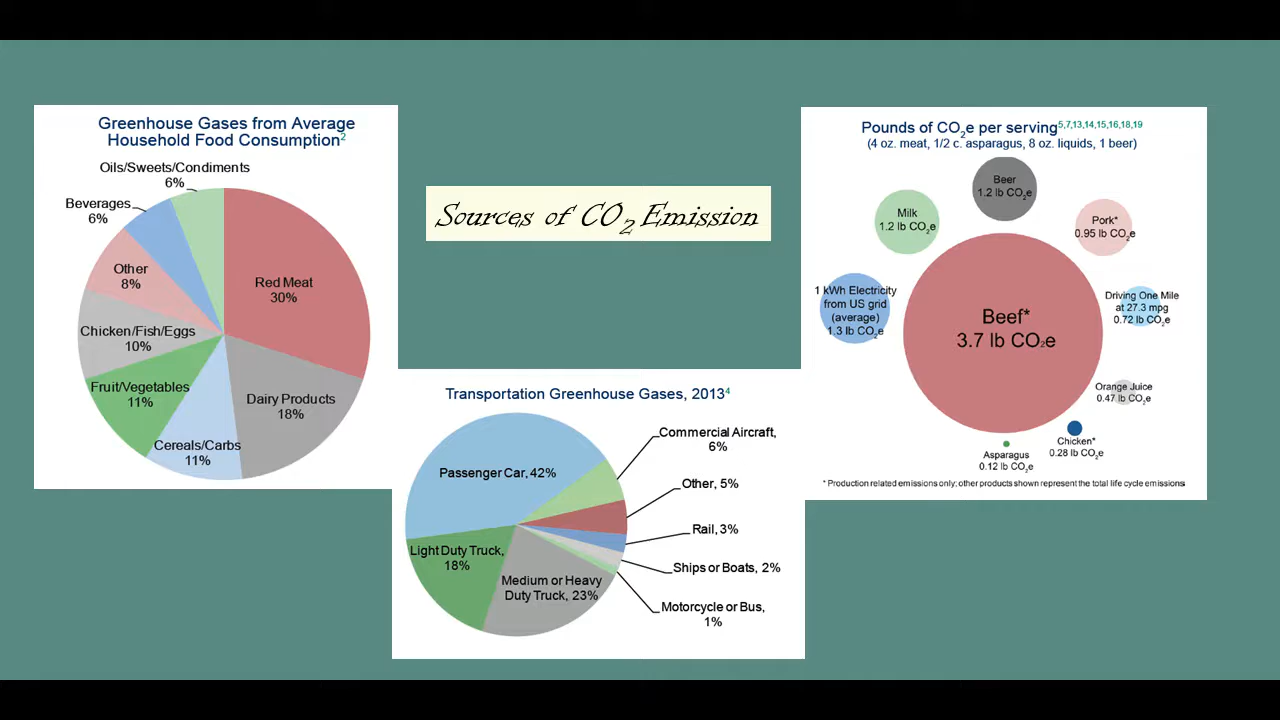 Greenhouse Gases from Average
Household Food Consumption2
Oils/Sweets/Condiments
6%
Beverages
6%
Other
8%
Chicken/Fish/Eggs
10%
Fruit/Vegetables
11%
Cereals/Carbs
11%
Dairy Products
18%
Red Meat
30%
Sources of CO2 Emission
Transportation Greenhouse Gases, 20134
Passenger Car, 42%
Commercial Aircraft,
6%
Other, 5%
Rail, 3%
Ships or Boats, 2%
Motorcycle or Bus,
1%
Medium or Heavy
Duty Truck, 23%
Light Duty Truck,
18%
Pounds of CO2e per serving5,7,13,14,15,16,18,19
(4 oz. meat, 1/2 c. asparagus, 8 oz. liquids, 1 beer)
Beer
1.2 lb CO2e
Milk
1.2 lb CO2e
Pork*
0.95 lb CO2e
1 kWh Electricity
from US grid
(average)
1.3 lb CO2e
Beef*
3.7 lb CO2e
Driving One Mile
at 27.3 mpg
0.72 lb CO2e
Orange Juice
0.47 lb CO2e
Chicken*
0.28 lb CO2e
Asparagus
0.12 lb CO2e
* Production related emissions only; other products shown represent the total life cycle emissions